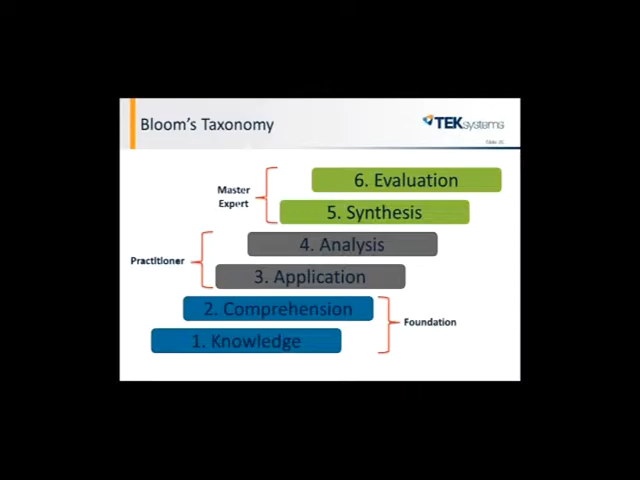 Bloom's Taxonomy
TEKsystems
6. Evaluation
Master
Expert
5. Synthesis
4. Analysis
Practitioner
3. Application
2. Comprehension
Foundation
1. Knowledge